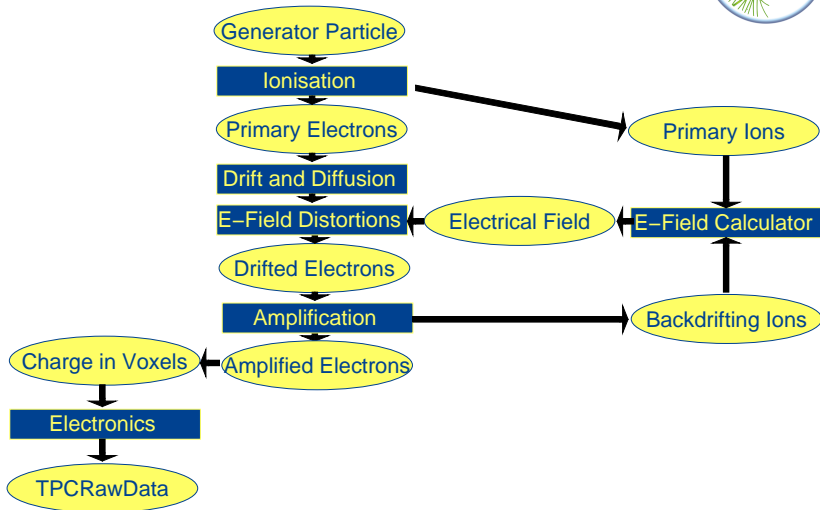 Generator Particle
Ionisation
Primary Electrons
Primary Ions
Drift and Diffusion
E−Field Distortions
Electrical Field
E−Field Calculator
Drifted Electrons
Amplification
Backdrifting Ions
Charge in Voxels
Amplified Electrons
Electronics
TPCRawData